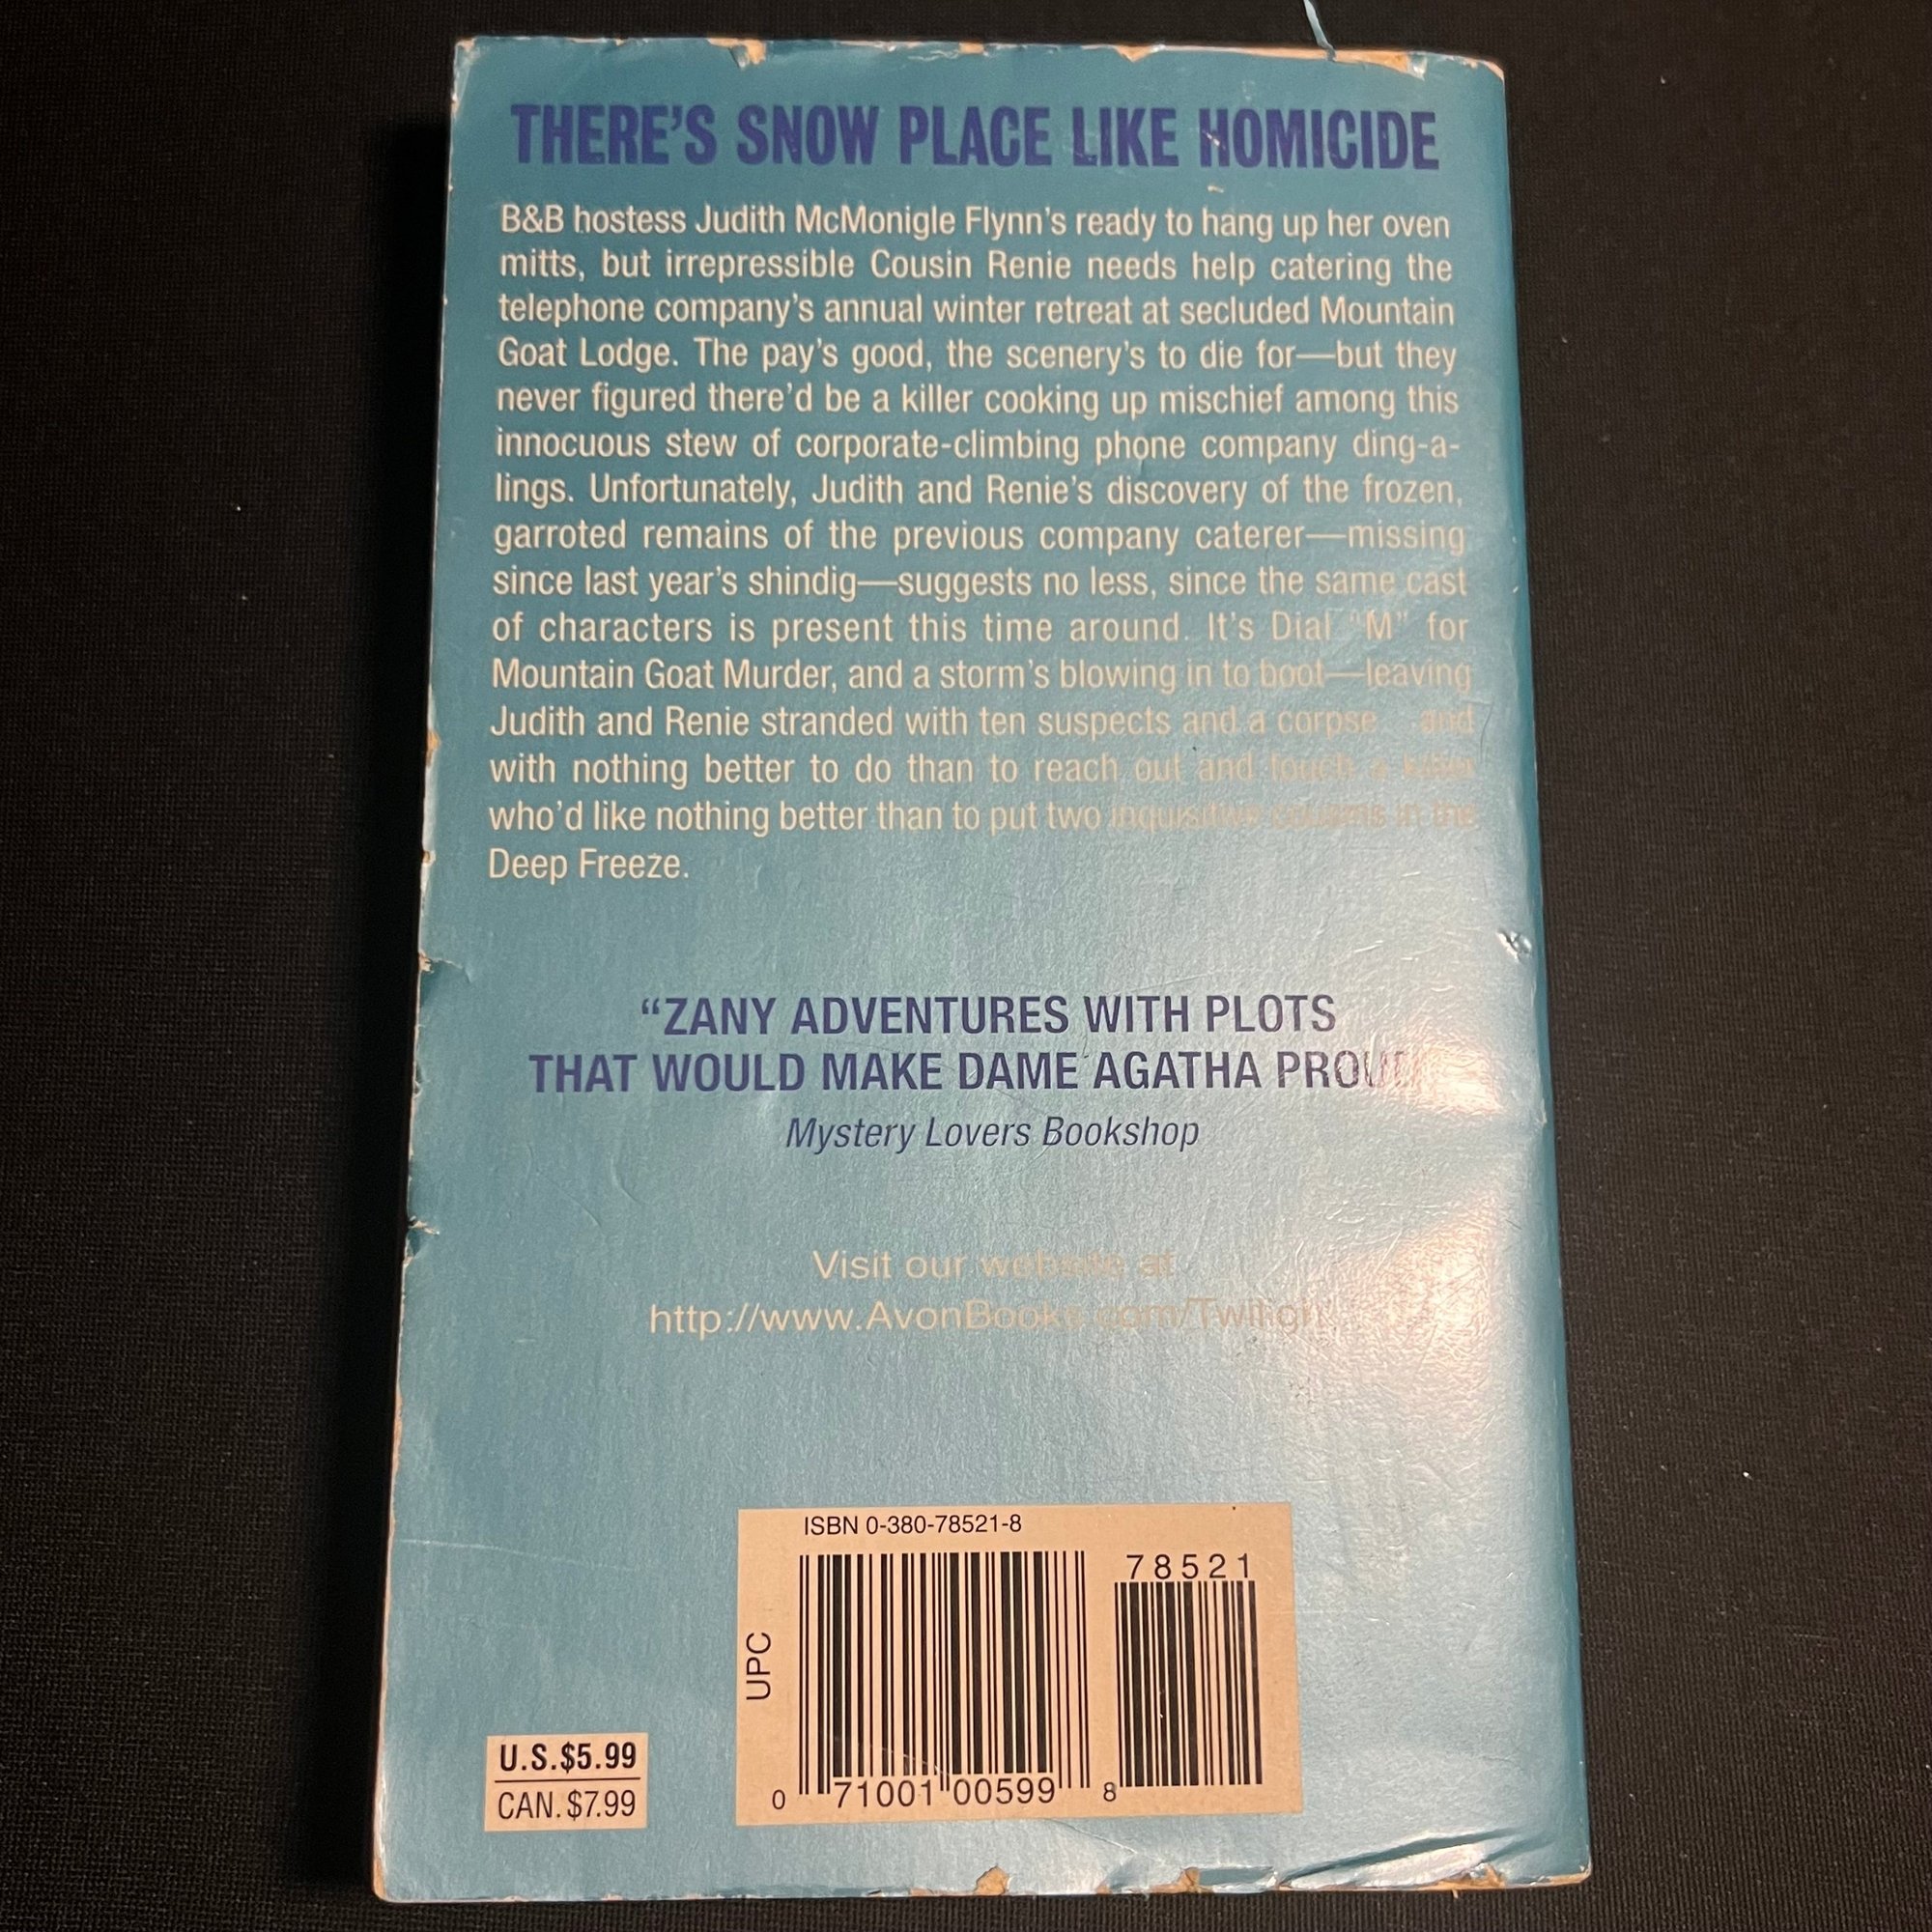 THERE'S SNOW PLACE LIKE HOMICIDE
B&B hostess Judith McMonigle Flynn's ready to hang up her oven
mitts, but irrepressible Cousin Renie needs help catering the
telephone company's annual winter retreat at secluded Mountain
Goat Lodge. The pay's good, the scenery's to die for—but they
never figured there'd be a killer cooking up mischief among this
innocuous stew of corporate-climbing phone company ding-a-
lings. Unfortunately, Judith and Renie's discovery of the frozen,
garroted remains of the previous company caterer—missing
since last year's shindig—suggests no less, since the same cast
of characters is present this time around. It's Dial "M" for
Mountain Goat Murder, and a storm's blowing in to boot—leaving
Judith and Renie stranded with ten suspects and a corpse and
with nothing better to do than to reach out and touch a killer
who'd like nothing better than to put two inquisitive cousins in the
Deep Freeze.
"ZANY ADVENTURES WITH PLOTS
THAT WOULD MAKE DAME AGATHA PROUD
Mystery Lovers Bookshop
Visit our website at
http://www.AvonBooks.com/Twiligh
ISBN 0-380-78521-8
78521
UPC
0 71001 00599 8
U.S.$5.99
CAN.$7.99